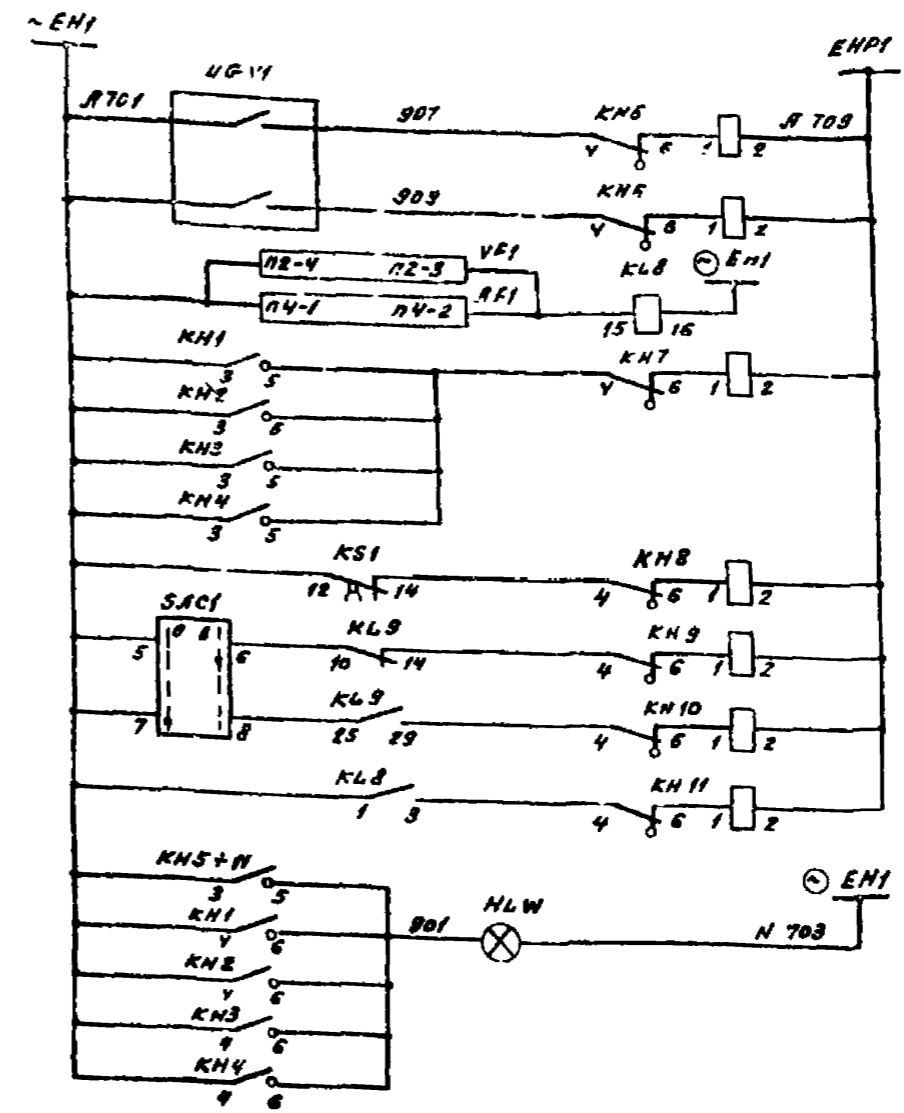 ~ EH1
EHP1
A701
907
KH6
A 709
4 6 1 2
909
KH5
4 6 1 2
KL8
~ EH1
П2-4 П2-3 VF1
П4-1 П4-2 AF1
15 16
KH1
3 5
KH7
4 6 1 2
KH2
3 6
KH3
3 5
KH4
3 5
KS1
12 14
KH8
4 6 1 2
SAC1
5 6
KL9
10 14
KH9
4 6 1 2
7 8
KL9
25 29
KH10
4 6 1 2
KL8
1 3
KH11
4 6 1 2
KH5÷11
3 5
~ EH1
KH1
4 6
901
HLW
N 703
KH2
4 6
KH3
4 6
KH4
4 6